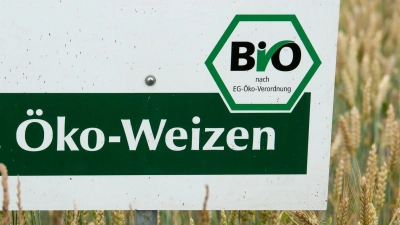 Bio
nach
EG-Öko-Verordnung
Öko-Weizen